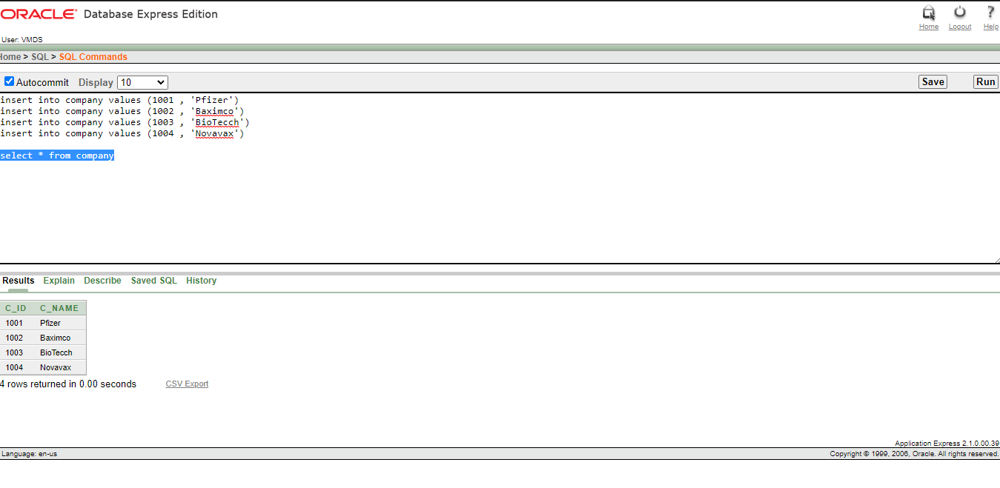 ORACLE Database Express Edition
Home Logout Help
User: VMDS
Home > SQL > SQL Commands
Autocommit Display 10 Save Run
insert into company values (1001 , 'Pfizer')
insert into company values (1002 , 'Baximco')
insert into company values (1003 , 'BioTecch')
insert into company values (1004 , 'Novavax')
select * from company
Results Explain Describe Saved SQL History
C_ID C_NAME
1001 Pfizer
1002 Baximco
1003 BioTecch
1004 Novavax
4 rows returned in 0.00 seconds CSV Export
Application Express 2.1.0.00.39
Language: en-us Copyright © 1999, 2006, Oracle. All rights reserved.